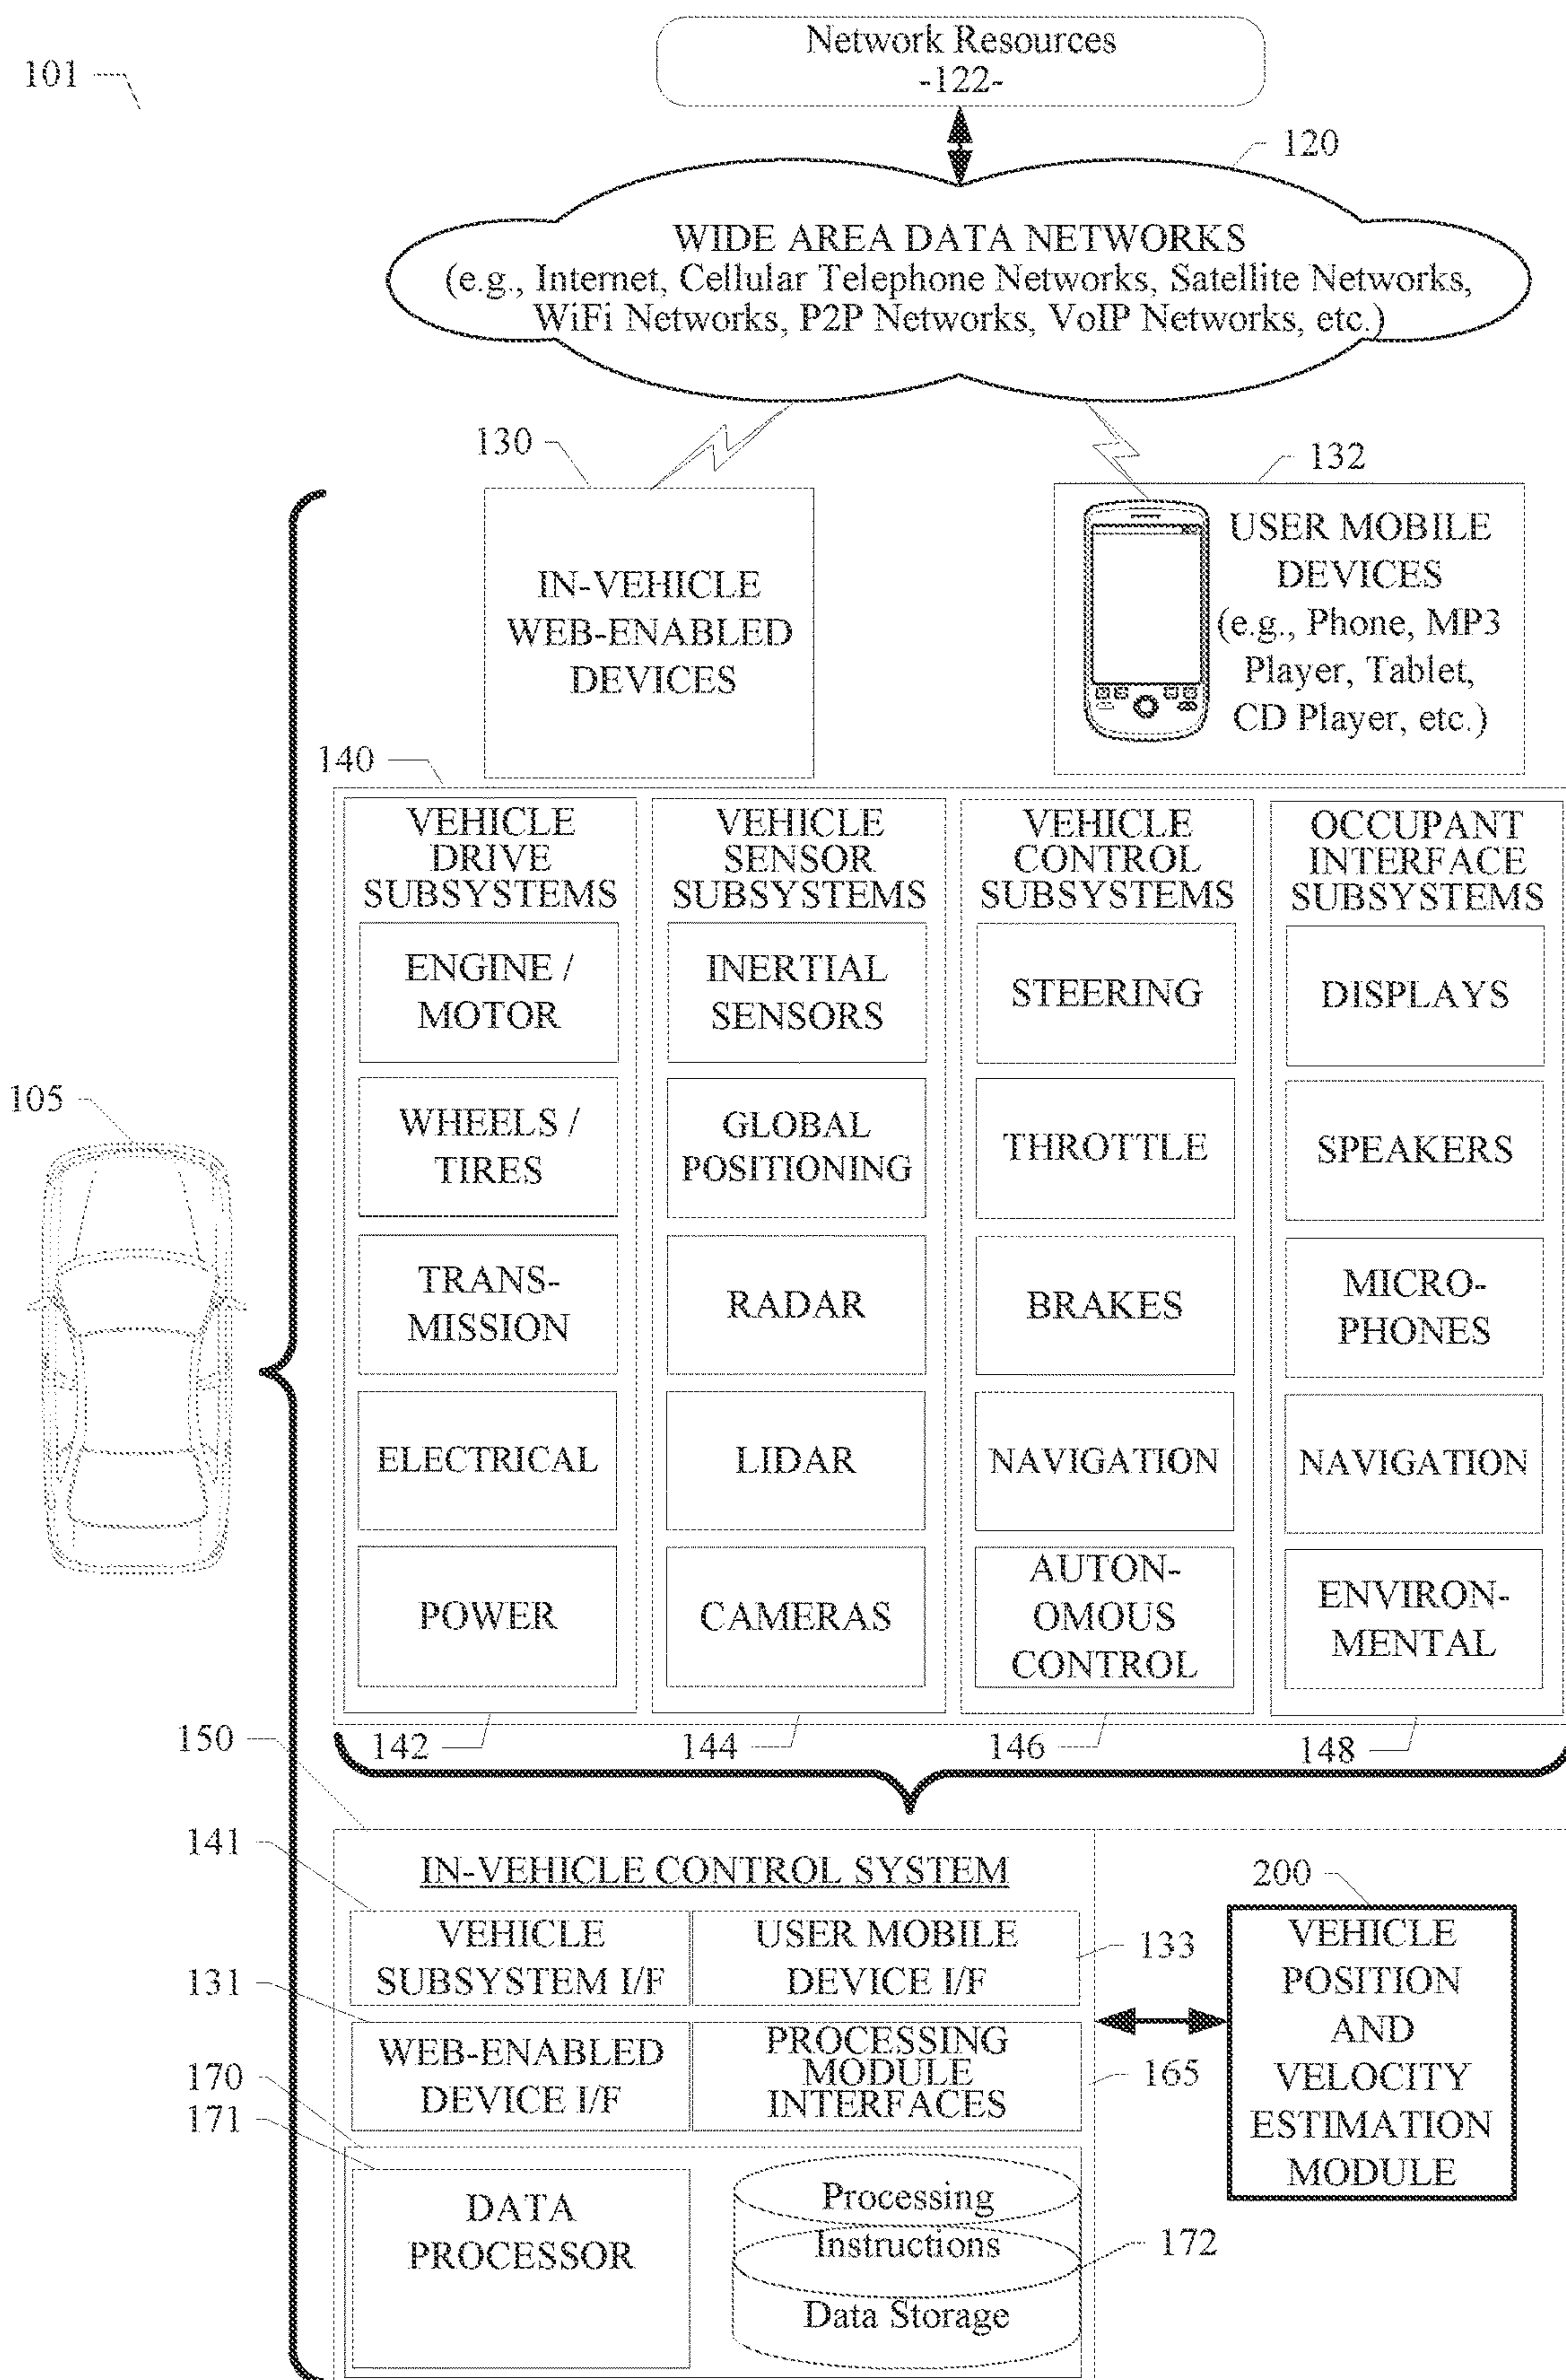 101
Network Resources
-122-
120
WIDE AREA DATA NETWORKS
(e.g., Internet, Cellular Telephone Networks, Satellite Networks,
WiFi Networks, P2P Networks, VoIP Networks, etc.)
130
132
IN-VEHICLE
WEB-ENABLED
DEVICES
USER MOBILE
DEVICES
(e.g., Phone, MP3
Player, Tablet,
CD Player, etc.)
140
VEHICLE
DRIVE
SUBSYSTEMS
ENGINE /
MOTOR
WHEELS /
TIRES
TRANS-
MISSION
ELECTRICAL
POWER
142
VEHICLE
SENSOR
SUBSYSTEMS
INERTIAL
SENSORS
GLOBAL
POSITIONING
RADAR
LIDAR
CAMERAS
144
VEHICLE
CONTROL
SUBSYSTEMS
STEERING
THROTTLE
BRAKES
NAVIGATION
AUTON-
OMOUS
CONTROL
146
OCCUPANT
INTERFACE
SUBSYSTEMS
DISPLAYS
SPEAKERS
MICRO-
PHONES
NAVIGATION
ENVIRON-
MENTAL
148
105
150
IN-VEHICLE CONTROL SYSTEM
141
VEHICLE
SUBSYSTEM I/F
USER MOBILE
DEVICE I/F
133
131
WEB-ENABLED
DEVICE I/F
PROCESSING
MODULE
INTERFACES
165
170
171
DATA
PROCESSOR
Processing
Instructions
Data Storage
172
200
VEHICLE
POSITION
AND
VELOCITY
ESTIMATION
MODULE